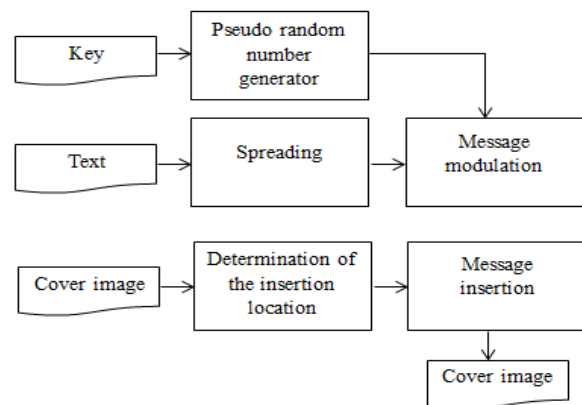 Key
Pseudo random
number
generator
Text
Spreading
Message
modulation
Cover image
Determination of
the insertion
location
Message
insertion
Cover image